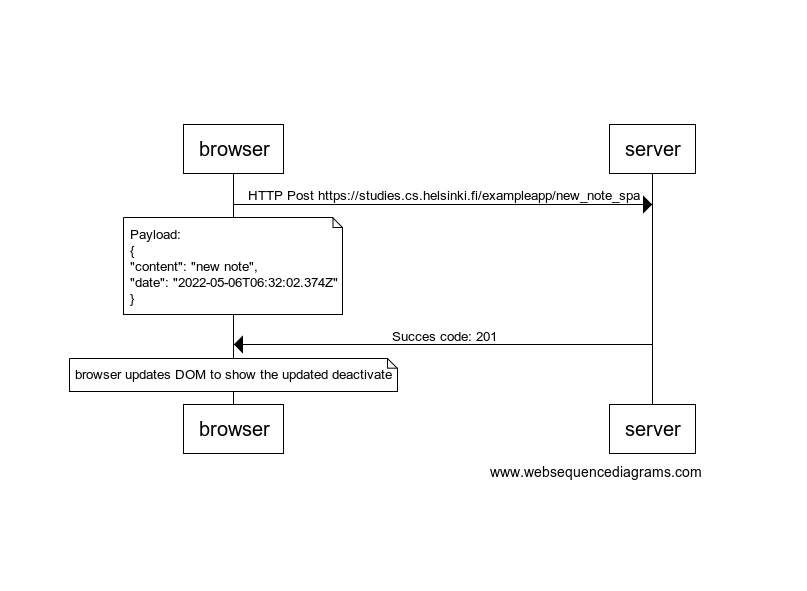 browser
server
HTTP Post https://studies.cs.helsinki.fi/exampleapp/new_note_spa
Payload:
{
"content": "new note",
"date": "2022-05-06T06:32:02.374Z"
}
Succes code: 201
browser updates DOM to show the updated deactivate
browser
server
www.websequencediagrams.com